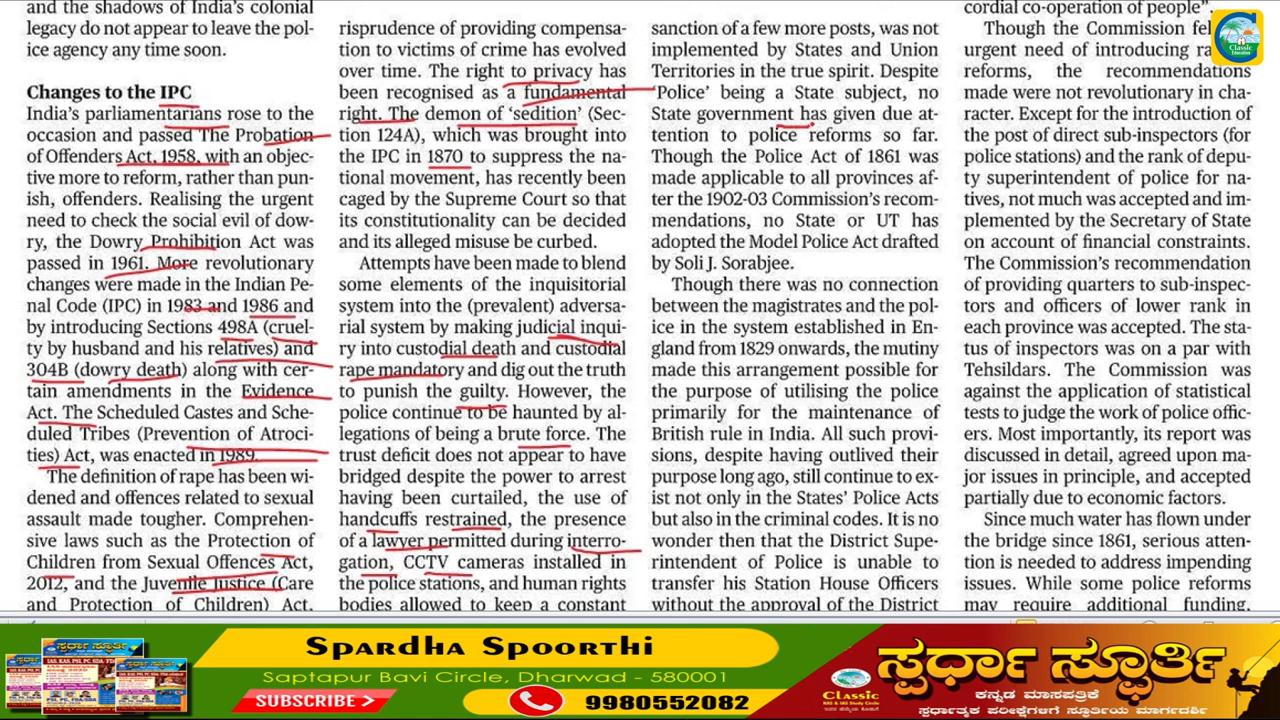 and the shadows of India's colonial
legacy do not appear to leave the pol-
ice agency any time soon.
Changes to the IPC
India's parliamentarians rose to the
occasion and passed The Probation
of Offenders Act, 1958, with an objec-
tive more to reform, rather than pun-
ish, offenders. Realising the urgent
need to check the social evil of dow-
ry, the Dowry Prohibition Act was
passed in 1961. More revolutionary
changes were made in the Indian Pe-
nal Code (IPC) in 1983 and 1986 and
by introducing Sections 498A (cruel-
ty by husband and his relatives) and
304B (dowry death) along with cer-
tain amendments in the Evidence
Act. The Scheduled Castes and Sche-
duled Tribes (Prevention of Atroci-
ties) Act, was enacted in 1989.
The definition of rape has been wi-
dened and offences related to sexual
assault made tougher. Comprehen-
sive laws such as the Protection of
Children from Sexual Offences Act,
2012, and the Juvenile Justice (Care
and Protection of Children) Act,
risprudence of providing compensa-
tion to victims of crime has evolved
over time. The right to privacy has
been recognised as a fundamental
right. The demon of 'sedition' (Sec-
tion 124A), which was brought into
the IPC in 1870 to suppress the na-
tional movement, has recently been
caged by the Supreme Court so that
its constitutionality can be decided
and its alleged misuse be curbed.
Attempts have been made to blend
some elements of the inquisitorial
system into the (prevalent) adversa-
rial system by making judicial inqui-
ry into custodial death and custodial
rape mandatory and dig out the truth
to punish the guilty. However, the
police continue to be haunted by al-
legations of being a brute force. The
trust deficit does not appear to have
bridged despite the power to arrest
having been curtailed, the use of
handcuffs restrained, the presence
of a lawyer permitted during interro-
gation, CCTV cameras installed in
the police stations, and human rights
bodies allowed to keep a constant
sanction of a few more posts, was not
implemented by States and Union
Territories in the true spirit. Despite
'Police' being a State subject, no
State government has given due at-
tention to police reforms so far.
Though the Police Act of 1861 was
made applicable to all provinces af-
ter the 1902-03 Commission's recom-
mendations, no State or UT has
adopted the Model Police Act drafted
by Soli J. Sorabjee.
Though there was no connection
between the magistrates and the pol-
ice in the system established in En-
gland from 1829 onwards, the mutiny
made this arrangement possible for
the purpose of utilising the police
primarily for the maintenance of
British rule in India. All such provi-
sions, despite having outlived their
purpose long ago, still continue to ex-
ist not only in the States' Police Acts
but also in the criminal codes. It is no
wonder then that the District Supe-
rintendent of Police is unable to
transfer his Station House Officers
without the approval of the District
cordial co-operation of people".
Though the Commission
urgent need of introducing
reforms, the recommendations
made were not revolutionary in cha-
racter. Except for the introduction of
the post of direct sub-inspectors (for
police stations) and the rank of depu-
ty superintendent of police for na-
tives, not much was accepted and im-
plemented by the Secretary of State
on account of financial constraints.
The Commission's recommendation
of providing quarters to sub-inspec-
tors and officers of lower rank in
each province was accepted. The sta-
tus of inspectors was on a par with
Tehsildars. The Commission was
against the application of statistical
tests to judge the work of police offic-
ers. Most importantly, its report was
discussed in detail, agreed upon ma-
jor issues in principle, and accepted
partially due to economic factors.
Since much water has flown under
the bridge since 1861, serious atten-
tion is needed to address impending
issues. While some police reforms
may require additional funding,
Classic
Education
SPARDHA SPOORTHI
Saptapur Bavi Circle, Dharwad - 580001
SUBSCRIBE
9980552082
Classic
ಸ್ಪರ್ಧಾ ಸ್ಪೂರ್ತಿ
ಕನ್ನಡ ಮಾಸಪತ್ರಿಕೆ
ಸ್ಪರ್ಧಾತ್ಮಕ ಪರೀಕ್ಷೆಗಳಿಗೆ ಸ್ಪೂರ್ತಿಯ ಮಾರ್ಗದರ್ಶಿ